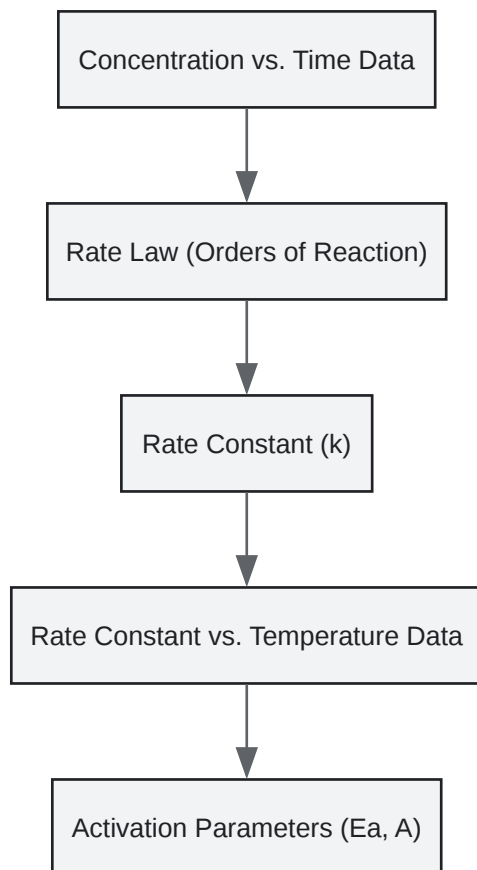 Concentration vs. Time Data
Rate Law (Orders of Reaction)
Rate Constant (k)
Rate Constant vs. Temperature Data
Activation Parameters (Ea, A)